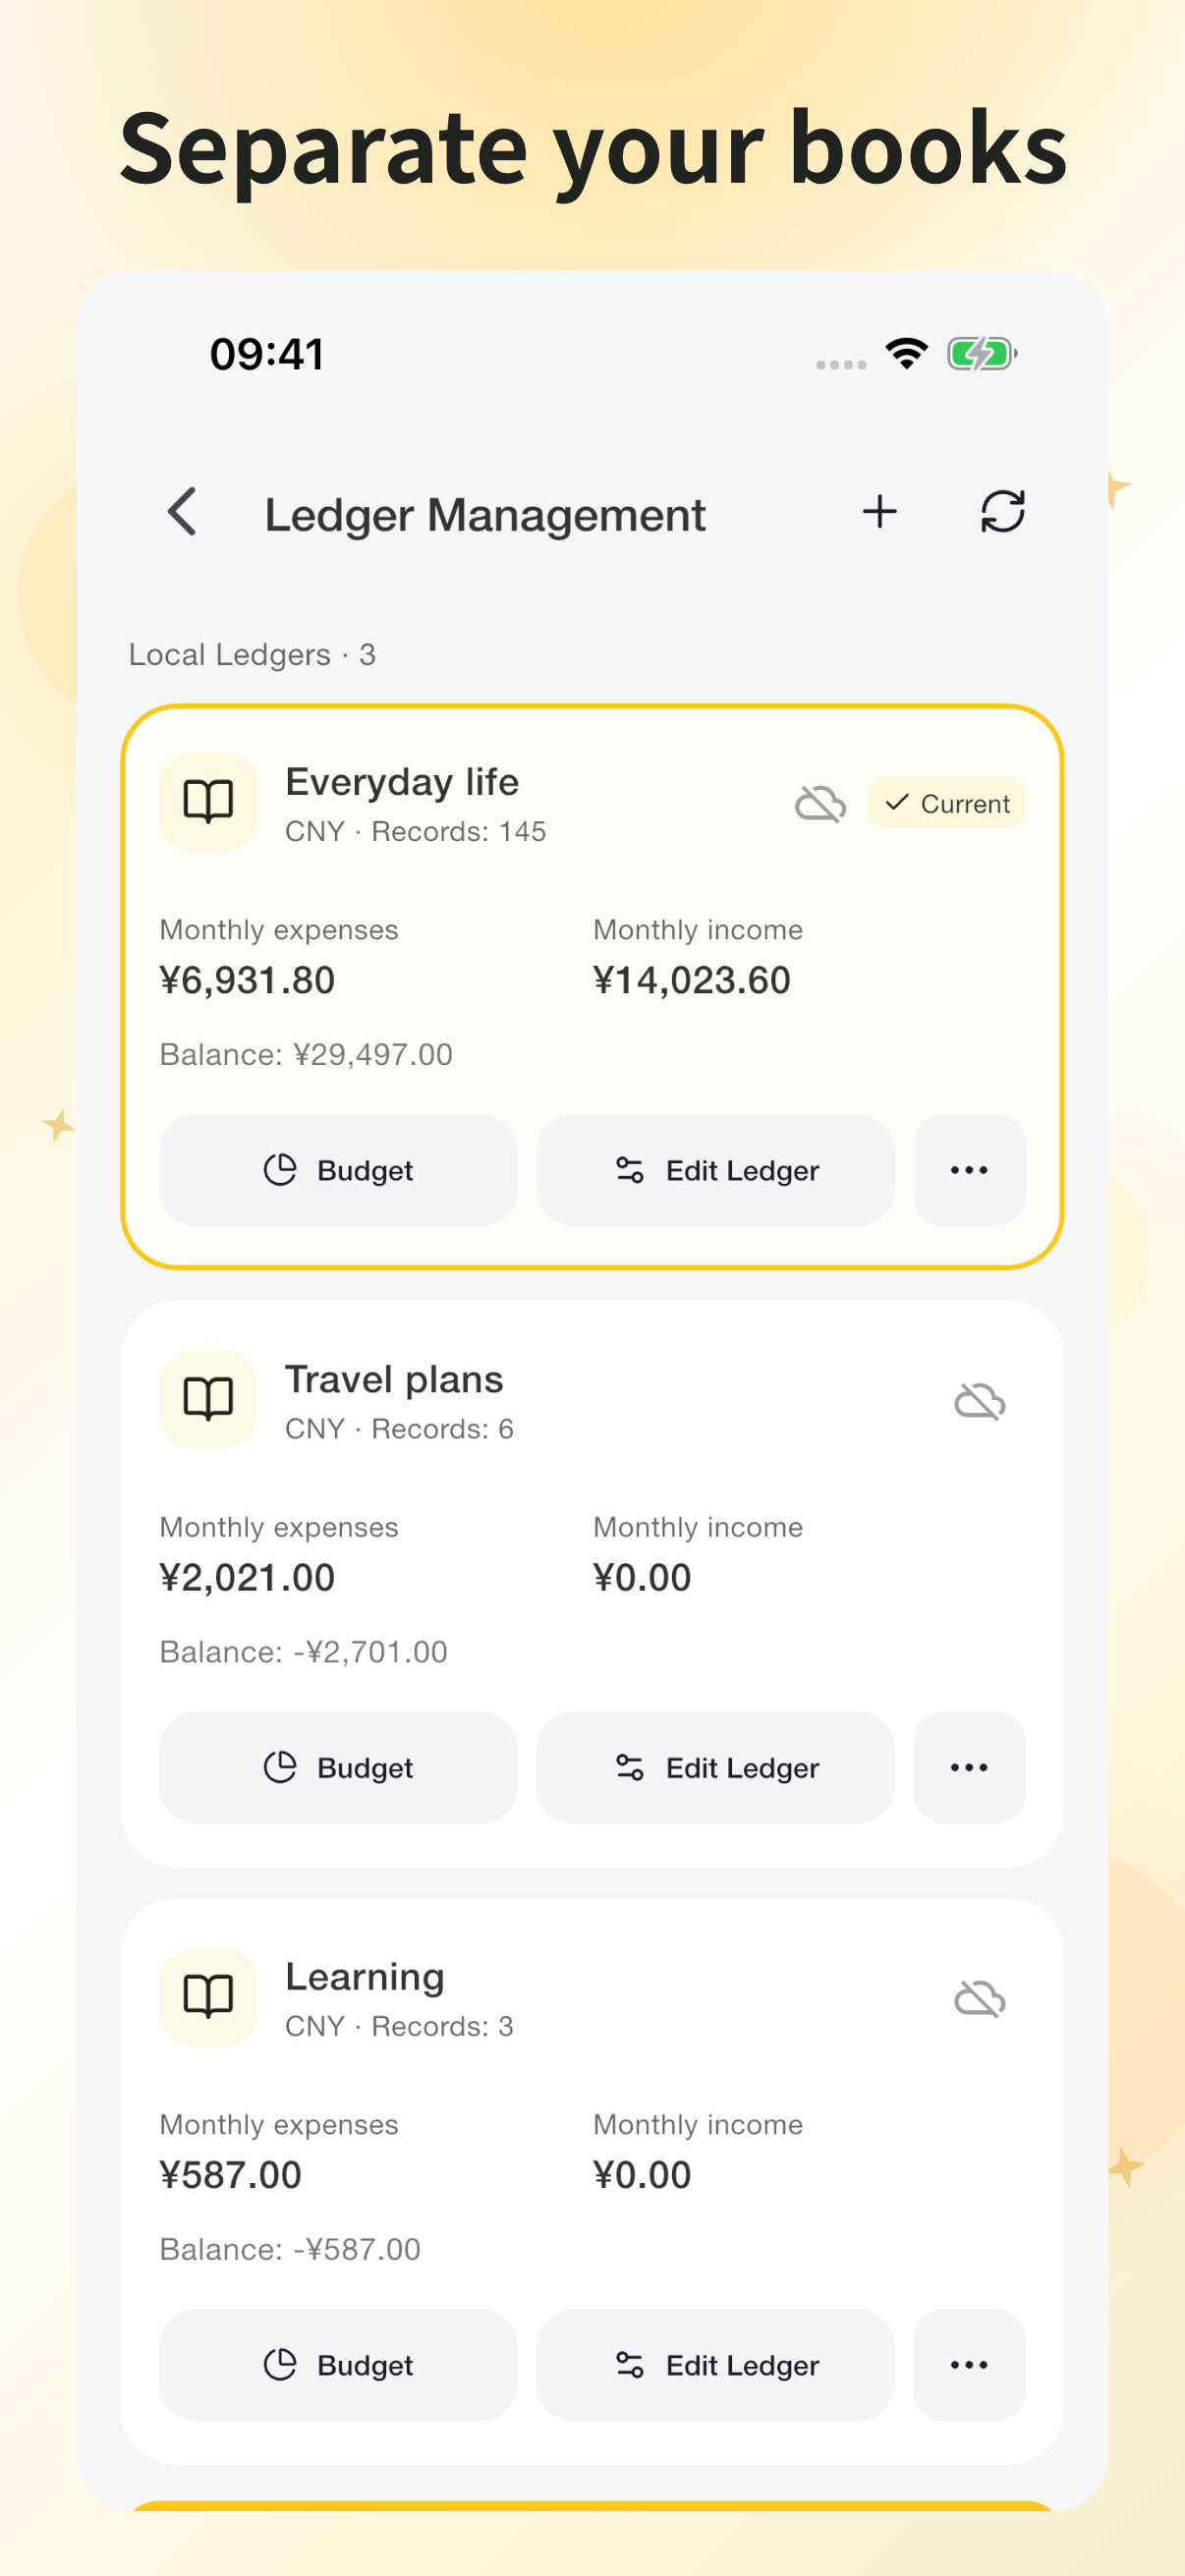 Separate your books
09:41
Ledger Management
Local Ledgers · 3
Everyday life
CNY · Records: 145
Current
Monthly expenses
Monthly income
¥6,931.80
¥14,023.60
Balance: ¥29,497.00
Budget
Edit Ledger
Travel plans
CNY · Records: 6
Monthly expenses
Monthly income
¥2,021.00
¥0.00
Balance: -¥2,701.00
Budget
Edit Ledger
Learning
CNY · Records: 3
Monthly expenses
Monthly income
¥587.00
¥0.00
Balance: -¥587.00
Budget
Edit Ledger